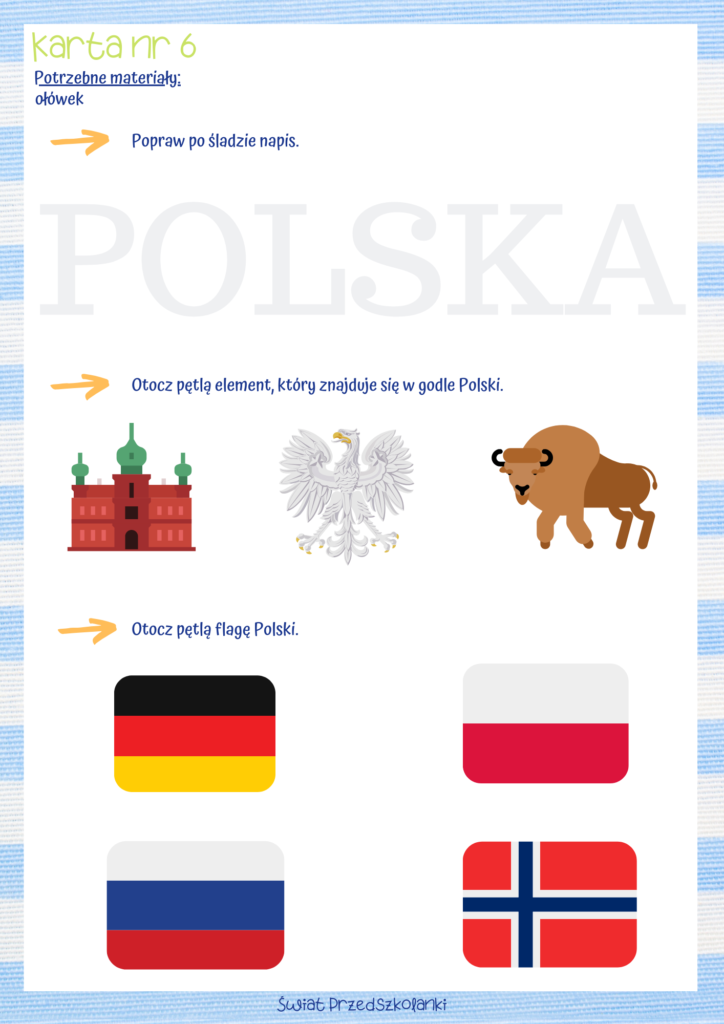 Karta nr 6
Potrzebne materiały:
ołówek
Popraw po śladzie napis.
POLSKA
Otocz pętlą element, który znajduje się w godle Polski.
Otocz pętlą flagę Polski.
Świat Przedszkolanki